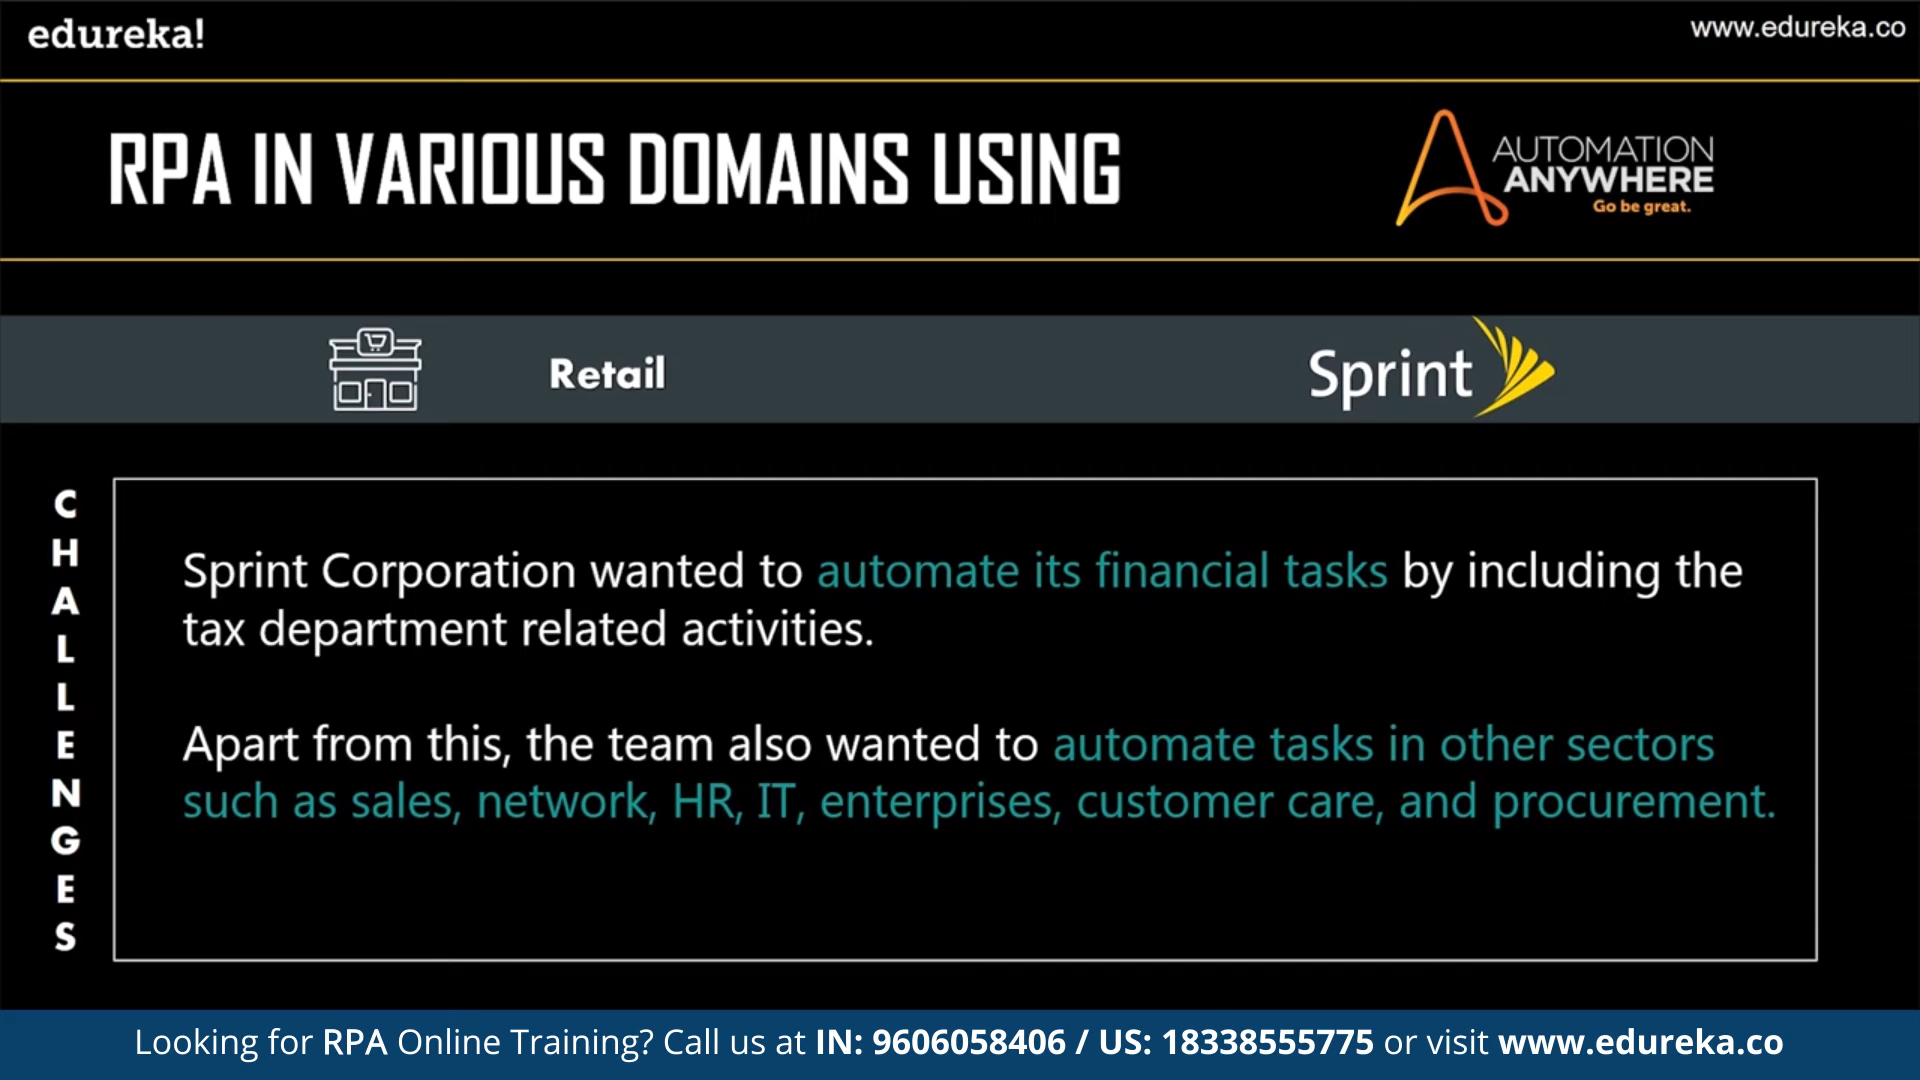 edureka!
www.edureka.co
RPA IN VARIOUS DOMAINS USING
AUTOMATION
ANYWHERE
Go be great.
Retail
Sprint
CHALLENGES
Sprint Corporation wanted to automate its financial tasks by including the
tax department related activities.
Apart from this, the team also wanted to automate tasks in other sectors
such as sales, network, HR, IT, enterprises, customer care, and procurement.
Looking for RPA Online Training? Call us at IN: 9606058406 / US: 18338555775 or visit www.edureka.co